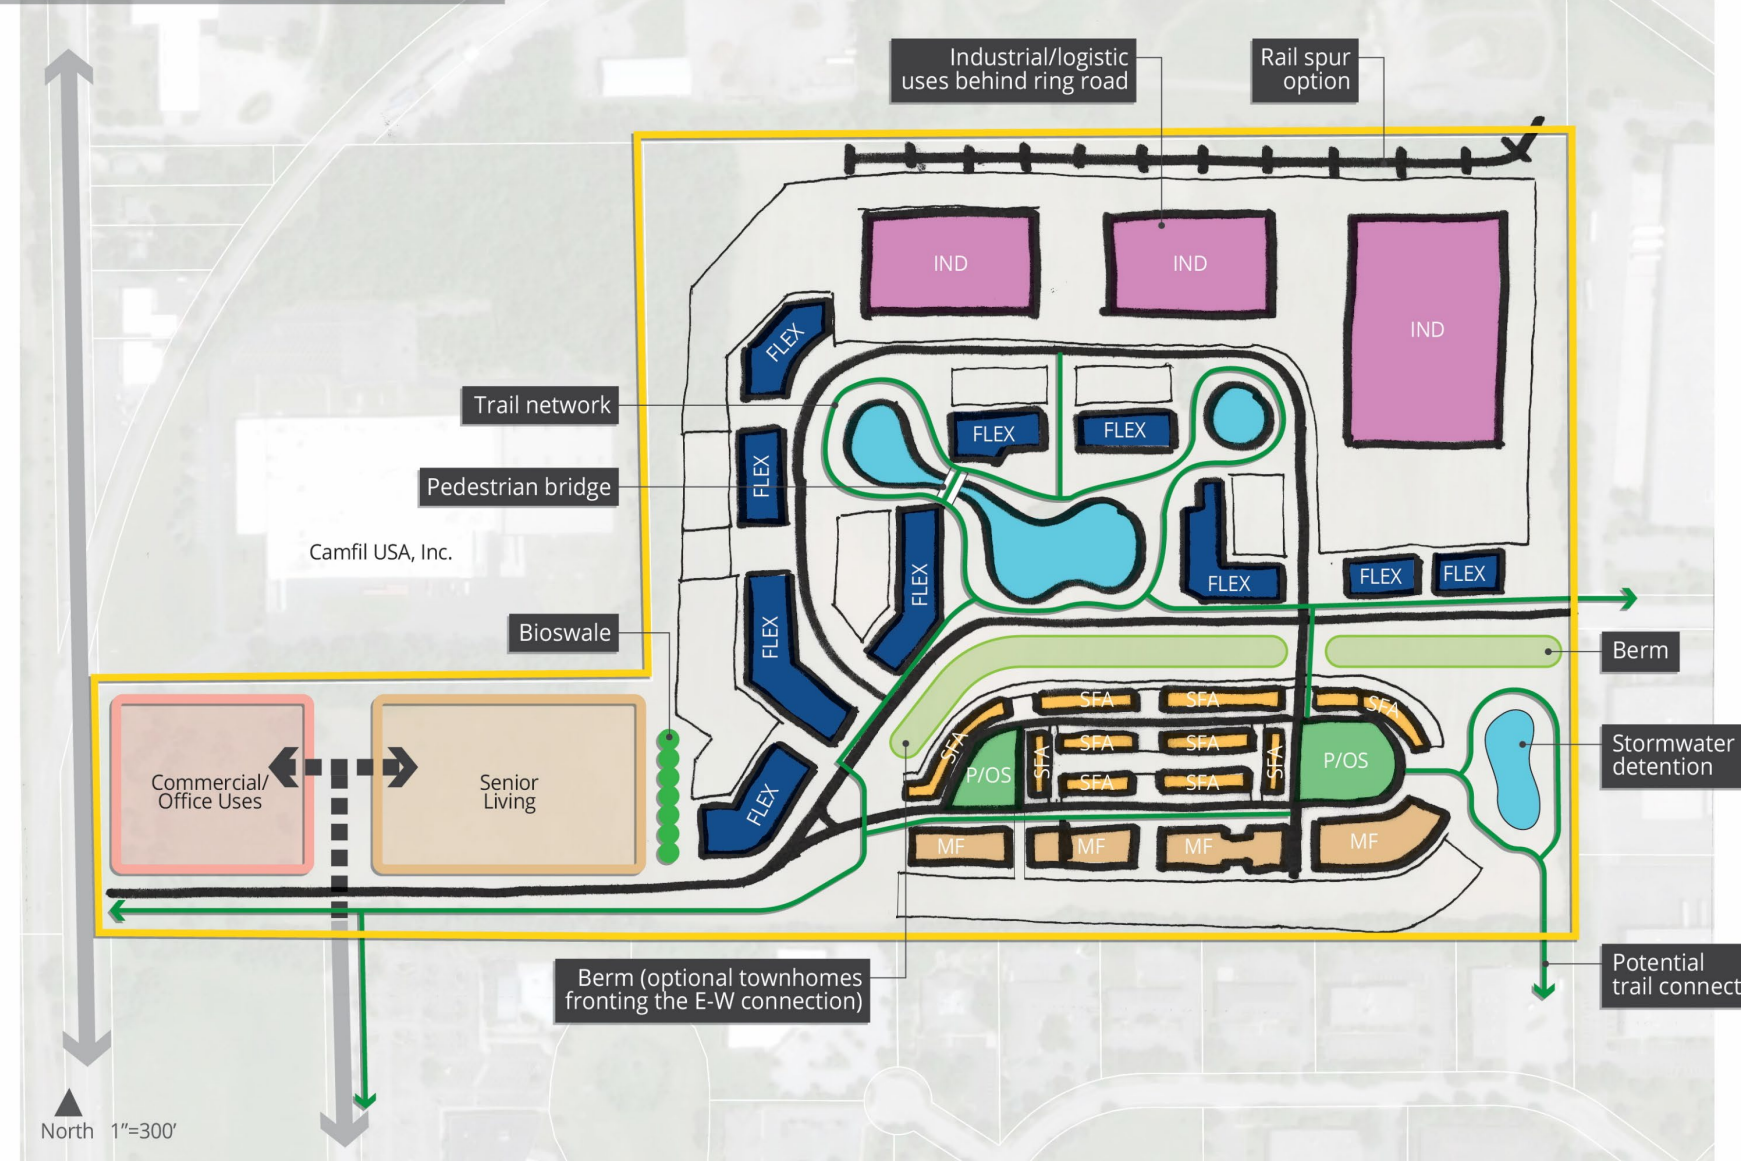 Industrial/logistic
uses behind ring road
Rail spur
option
IND
IND
IND
FLEX
Trail network
FLEX
FLEX
Pedestrian bridge
FLEX
Camfil USA, Inc.
FLEX
FLEX
FLEX
FLEX
FLEX
Bioswale
FLEX
Berm
SFA
SFA
SFA
SFA
SFA
SFA
SFA
SFA
SFA
SFA
P/OS
P/OS
Stormwater
detention
Commercial/
Office Uses
Senior
Living
FLEX
MF
MF
MF
MF
Berm (optional townhomes
fronting the E-W connection)
Potential
trail connect
North 1"=300'